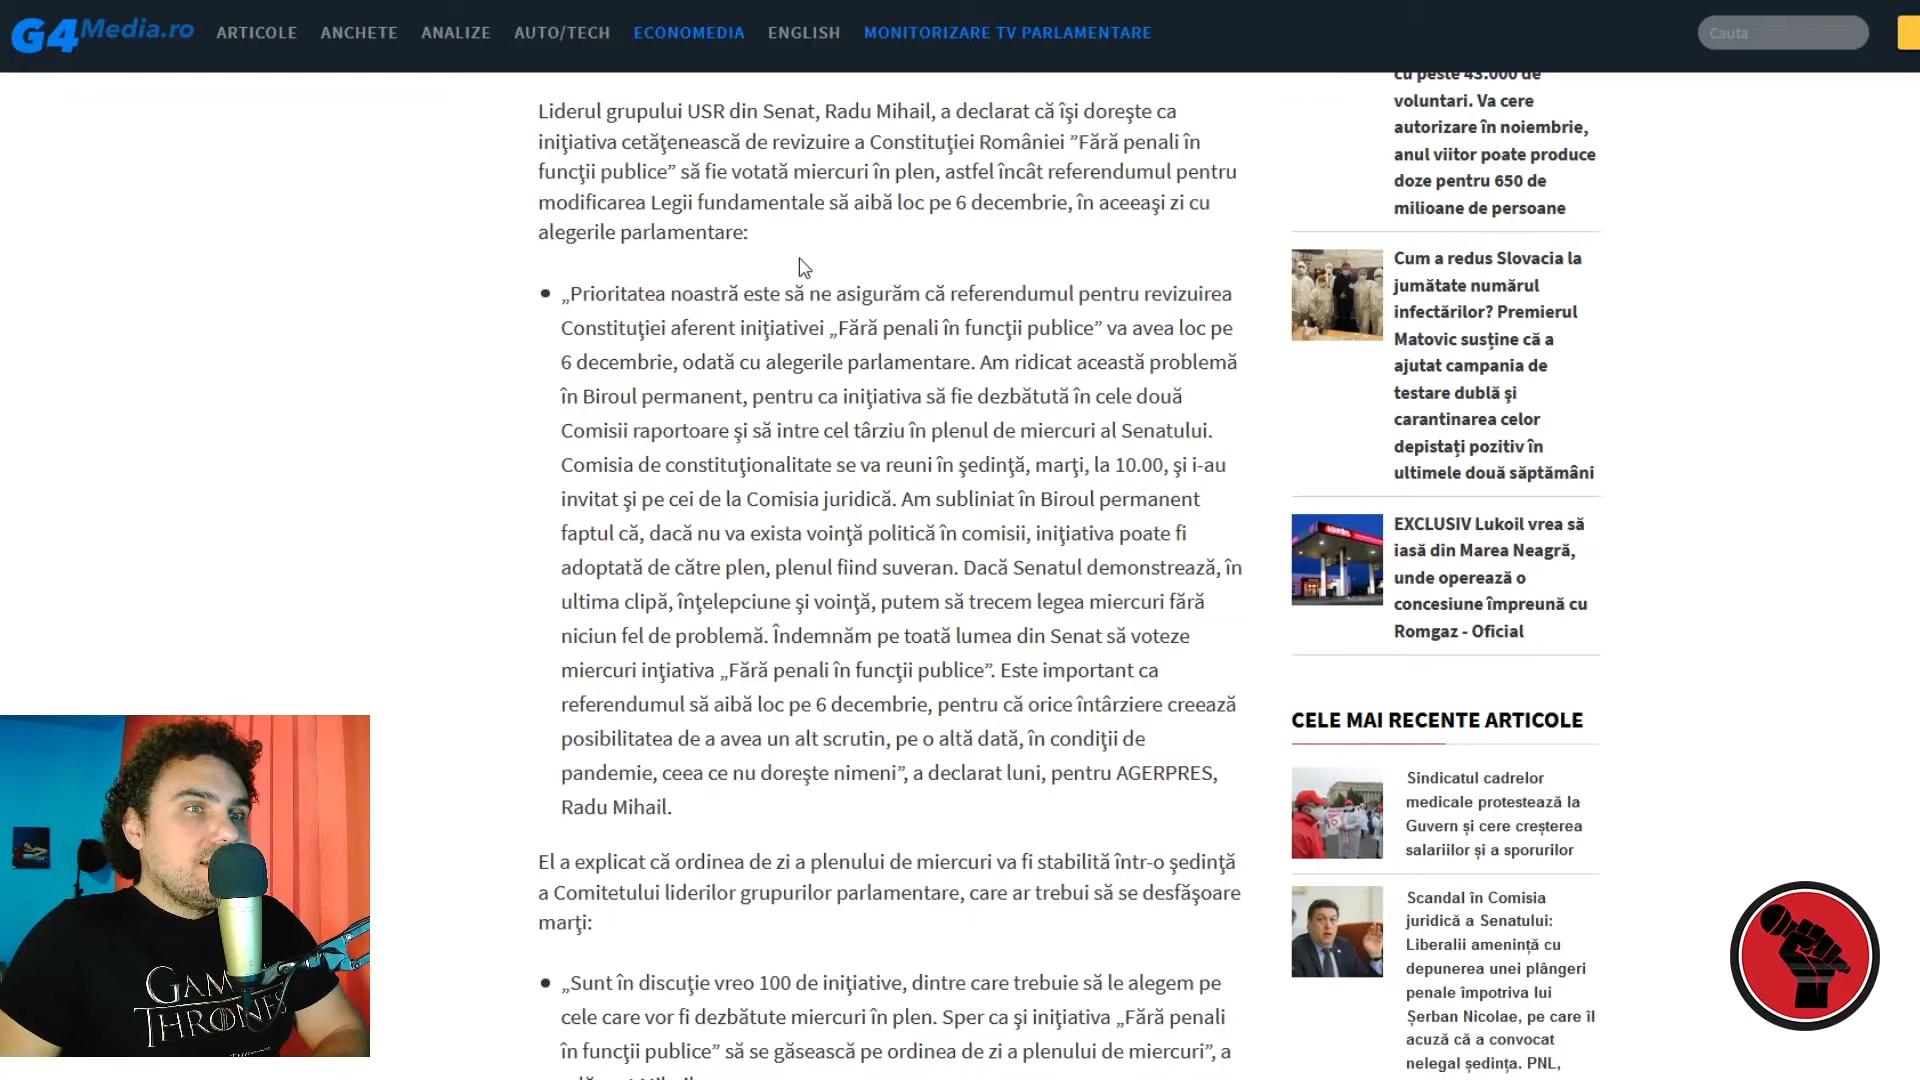 G4Media.ro ARTICOLE ANCHETE ANALIZE AUTO/TECH ECONOMEDIA ENGLISH MONITORIZARE TV PARLAMENTARE Cauta
Liderul grupului USR din Senat, Radu Mihail, a declarat că îşi doreşte ca
iniţiativa cetăţenească de revizuire a Constituţiei României ”Fără penali în
funcţii publice” să fie votată miercuri în plen, astfel încât referendumul pentru
modificarea Legii fundamentale să aibă loc pe 6 decembrie, în aceeaşi zi cu
alegerile parlamentare:
„Prioritatea noastră este să ne asigurăm că referendumul pentru revizuirea
Constituţiei aferent iniţiativei „Fără penali în funcţii publice” va avea loc pe
6 decembrie, odată cu alegerile parlamentare. Am ridicat această problemă
în Biroul permanent, pentru ca iniţiativa să fie dezbătută în cele două
Comisii raportoare şi să intre cel târziu în plenul de miercuri al Senatului.
Comisia de constituţionalitate se va reuni în şedinţă, marţi, la 10.00, şi i-au
invitat şi pe cei de la Comisia juridică. Am subliniat în Biroul permanent
faptul că, dacă nu va exista voinţă politică în comisii, iniţiativa poate fi
adoptată de către plen, plenul fiind suveran. Dacă Senatul demonstrează, în
ultima clipă, înţelepciune şi voinţă, putem să trecem legea miercuri fără
niciun fel de problemă. Îndemnăm pe toată lumea din Senat să voteze
miercuri inţiativa „Fără penali în funcţii publice”. Este important ca
referendumul să aibă loc pe 6 decembrie, pentru că orice întârziere creează
posibilitatea de a avea un alt scrutin, pe o altă dată, în condiţii de
pandemie, ceea ce nu doreşte nimeni”, a declarat luni, pentru AGERPRES,
Radu Mihail.
El a explicat că ordinea de zi a plenului de miercuri va fi stabilită într-o şedinţă
a Comitetului liderilor grupurilor parlamentare, care ar trebui să se desfăşoare
marţi:
„Sunt în discuţie vreo 100 de iniţiative, dintre care trebuie să le alegem pe
cele care vor fi dezbătute miercuri în plen. Sper ca şi iniţiativa „Fără penali
în funcţii publice” să se găsească pe ordinea de zi a plenului de miercuri”, a
cu peste 43.000 de
voluntari. Va cere
autorizare în noiembrie,
anul viitor poate produce
doze pentru 650 de
milioane de persoane
Cum a redus Slovacia la
jumătate numărul
infectărilor? Premierul
Matovic susține că a
ajutat campania de
testare dublă și
carantinarea celor
depistați pozitiv în
ultimele două săptămâni
EXCLUSIV Lukoil vrea să
iasă din Marea Neagră,
unde operează o
concesiune împreună cu
Romgaz - Oficial
CELE MAI RECENTE ARTICOLE
Sindicatul cadrelor
medicale protestează la
Guvern și cere creșterea
salariilor și a sporurilor
Scandal în Comisia
juridică a Senatului:
Liberalii amenință cu
depunerea unei plângeri
penale împotriva lui
Șerban Nicolae, pe care îl
acuză că a convocat
nelegal ședința. PNL,
GAM
THRONES